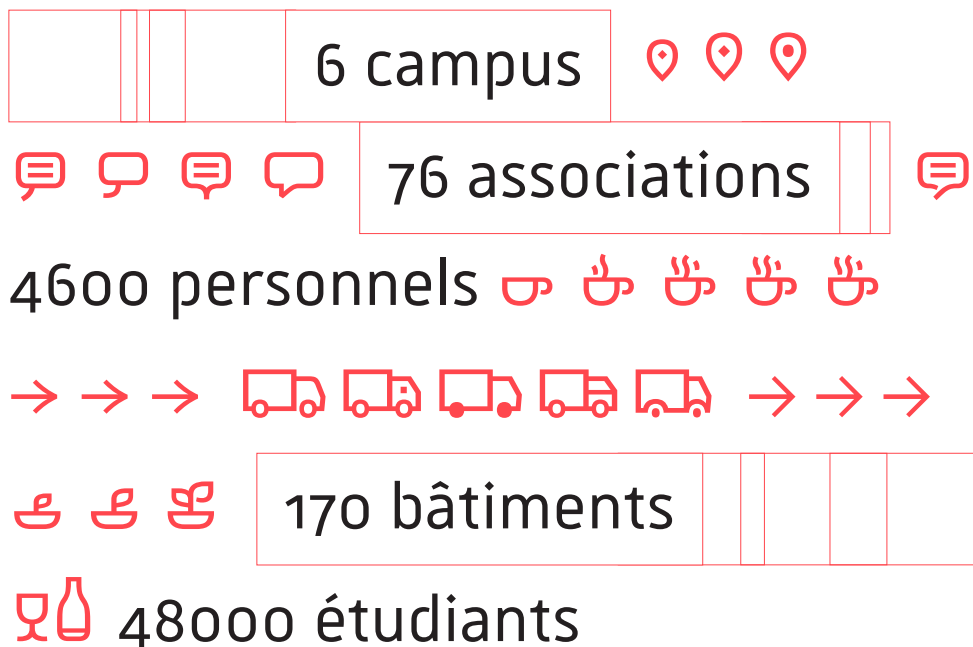 6 campus
76 associations
4600 personnels
170 bâtiments
48000 étudiants